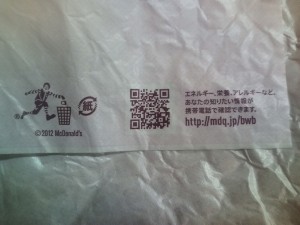 紙
©2012 McDonald's
エネルギー、栄養、アレルギーなど、
あなたの知りたい情報が
携帯電話で確認できます。
http://mdq.jp/bwb